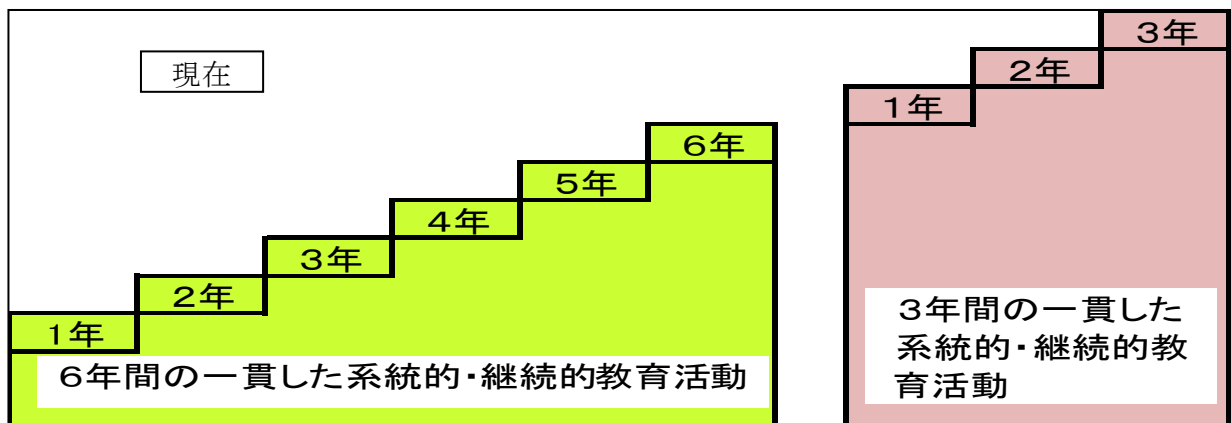 現在
1年
2年
3年
4年
5年
6年
6年間の一貫した系統的・継続的教育活動
1年
2年
3年
3年間の一貫した
系統的・継続的教
育活動